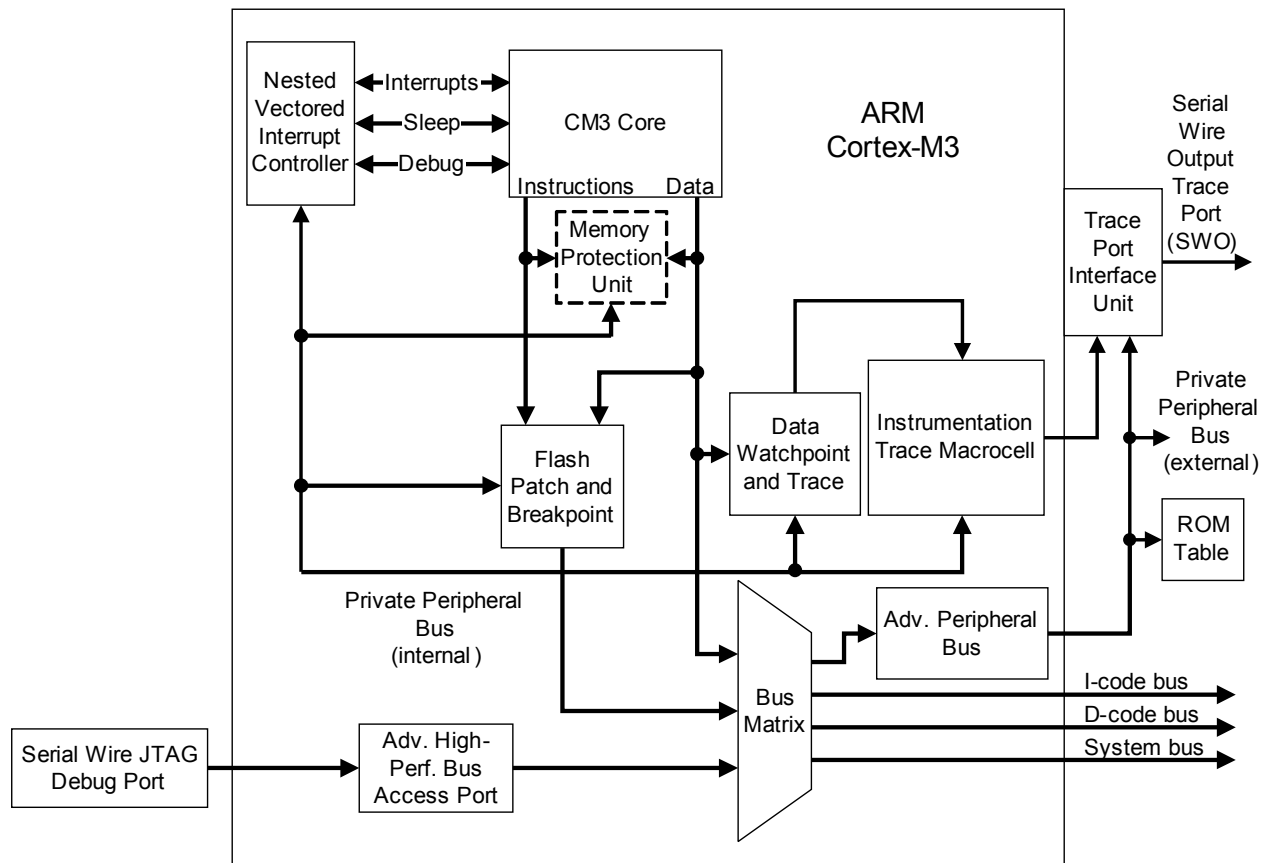 Nested
Vectored
Interrupt
Controller
Interrupts
Sleep
Debug
CM3 Core
Instructions
Data
ARM
Cortex-M3
Memory
Protection
Unit
Serial
Wire
Output
Trace
Port
(SWO)
Trace
Port
Interface
Unit
Flash
Patch and
Breakpoint
Data
Watchpoint
and Trace
Instrumentation
Trace Macrocell
Private
Peripheral
Bus
(external)
ROM
Table
Private Peripheral
Bus
(internal)
Adv. Peripheral
Bus
Bus
Matrix
I-code bus
D-code bus
System bus
Serial Wire JTAG
Debug Port
Adv. High-
Perf. Bus
Access Port